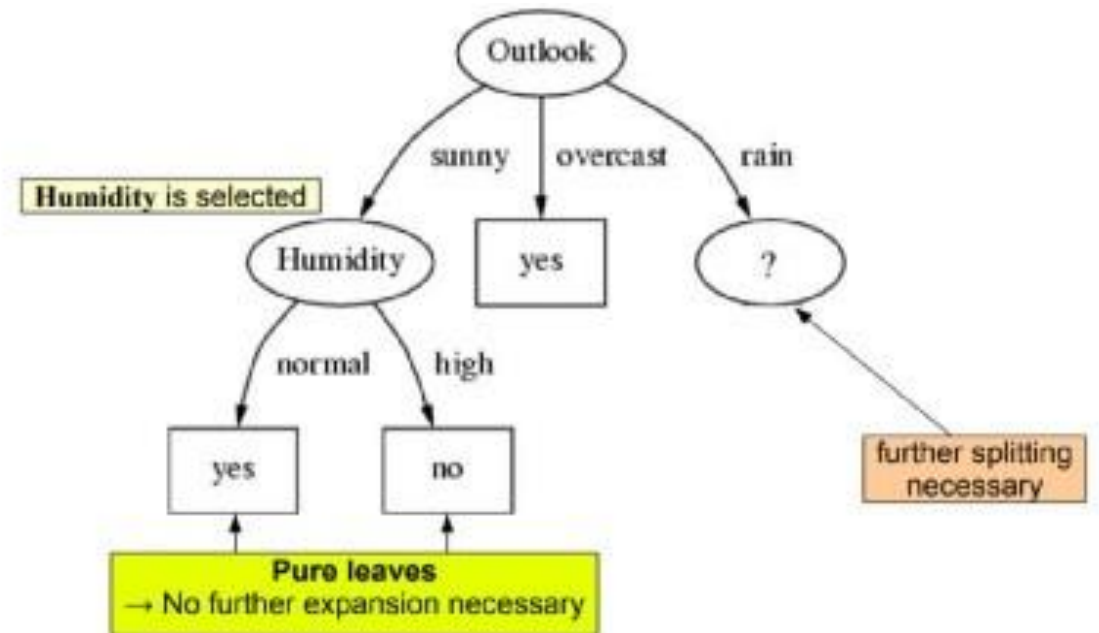 Outlook
sunny overcast rain
Humidity is selected
Humidity yes ?
normal high
yes no
further splitting
necessary
Pure leaves
→ No further expansion necessary